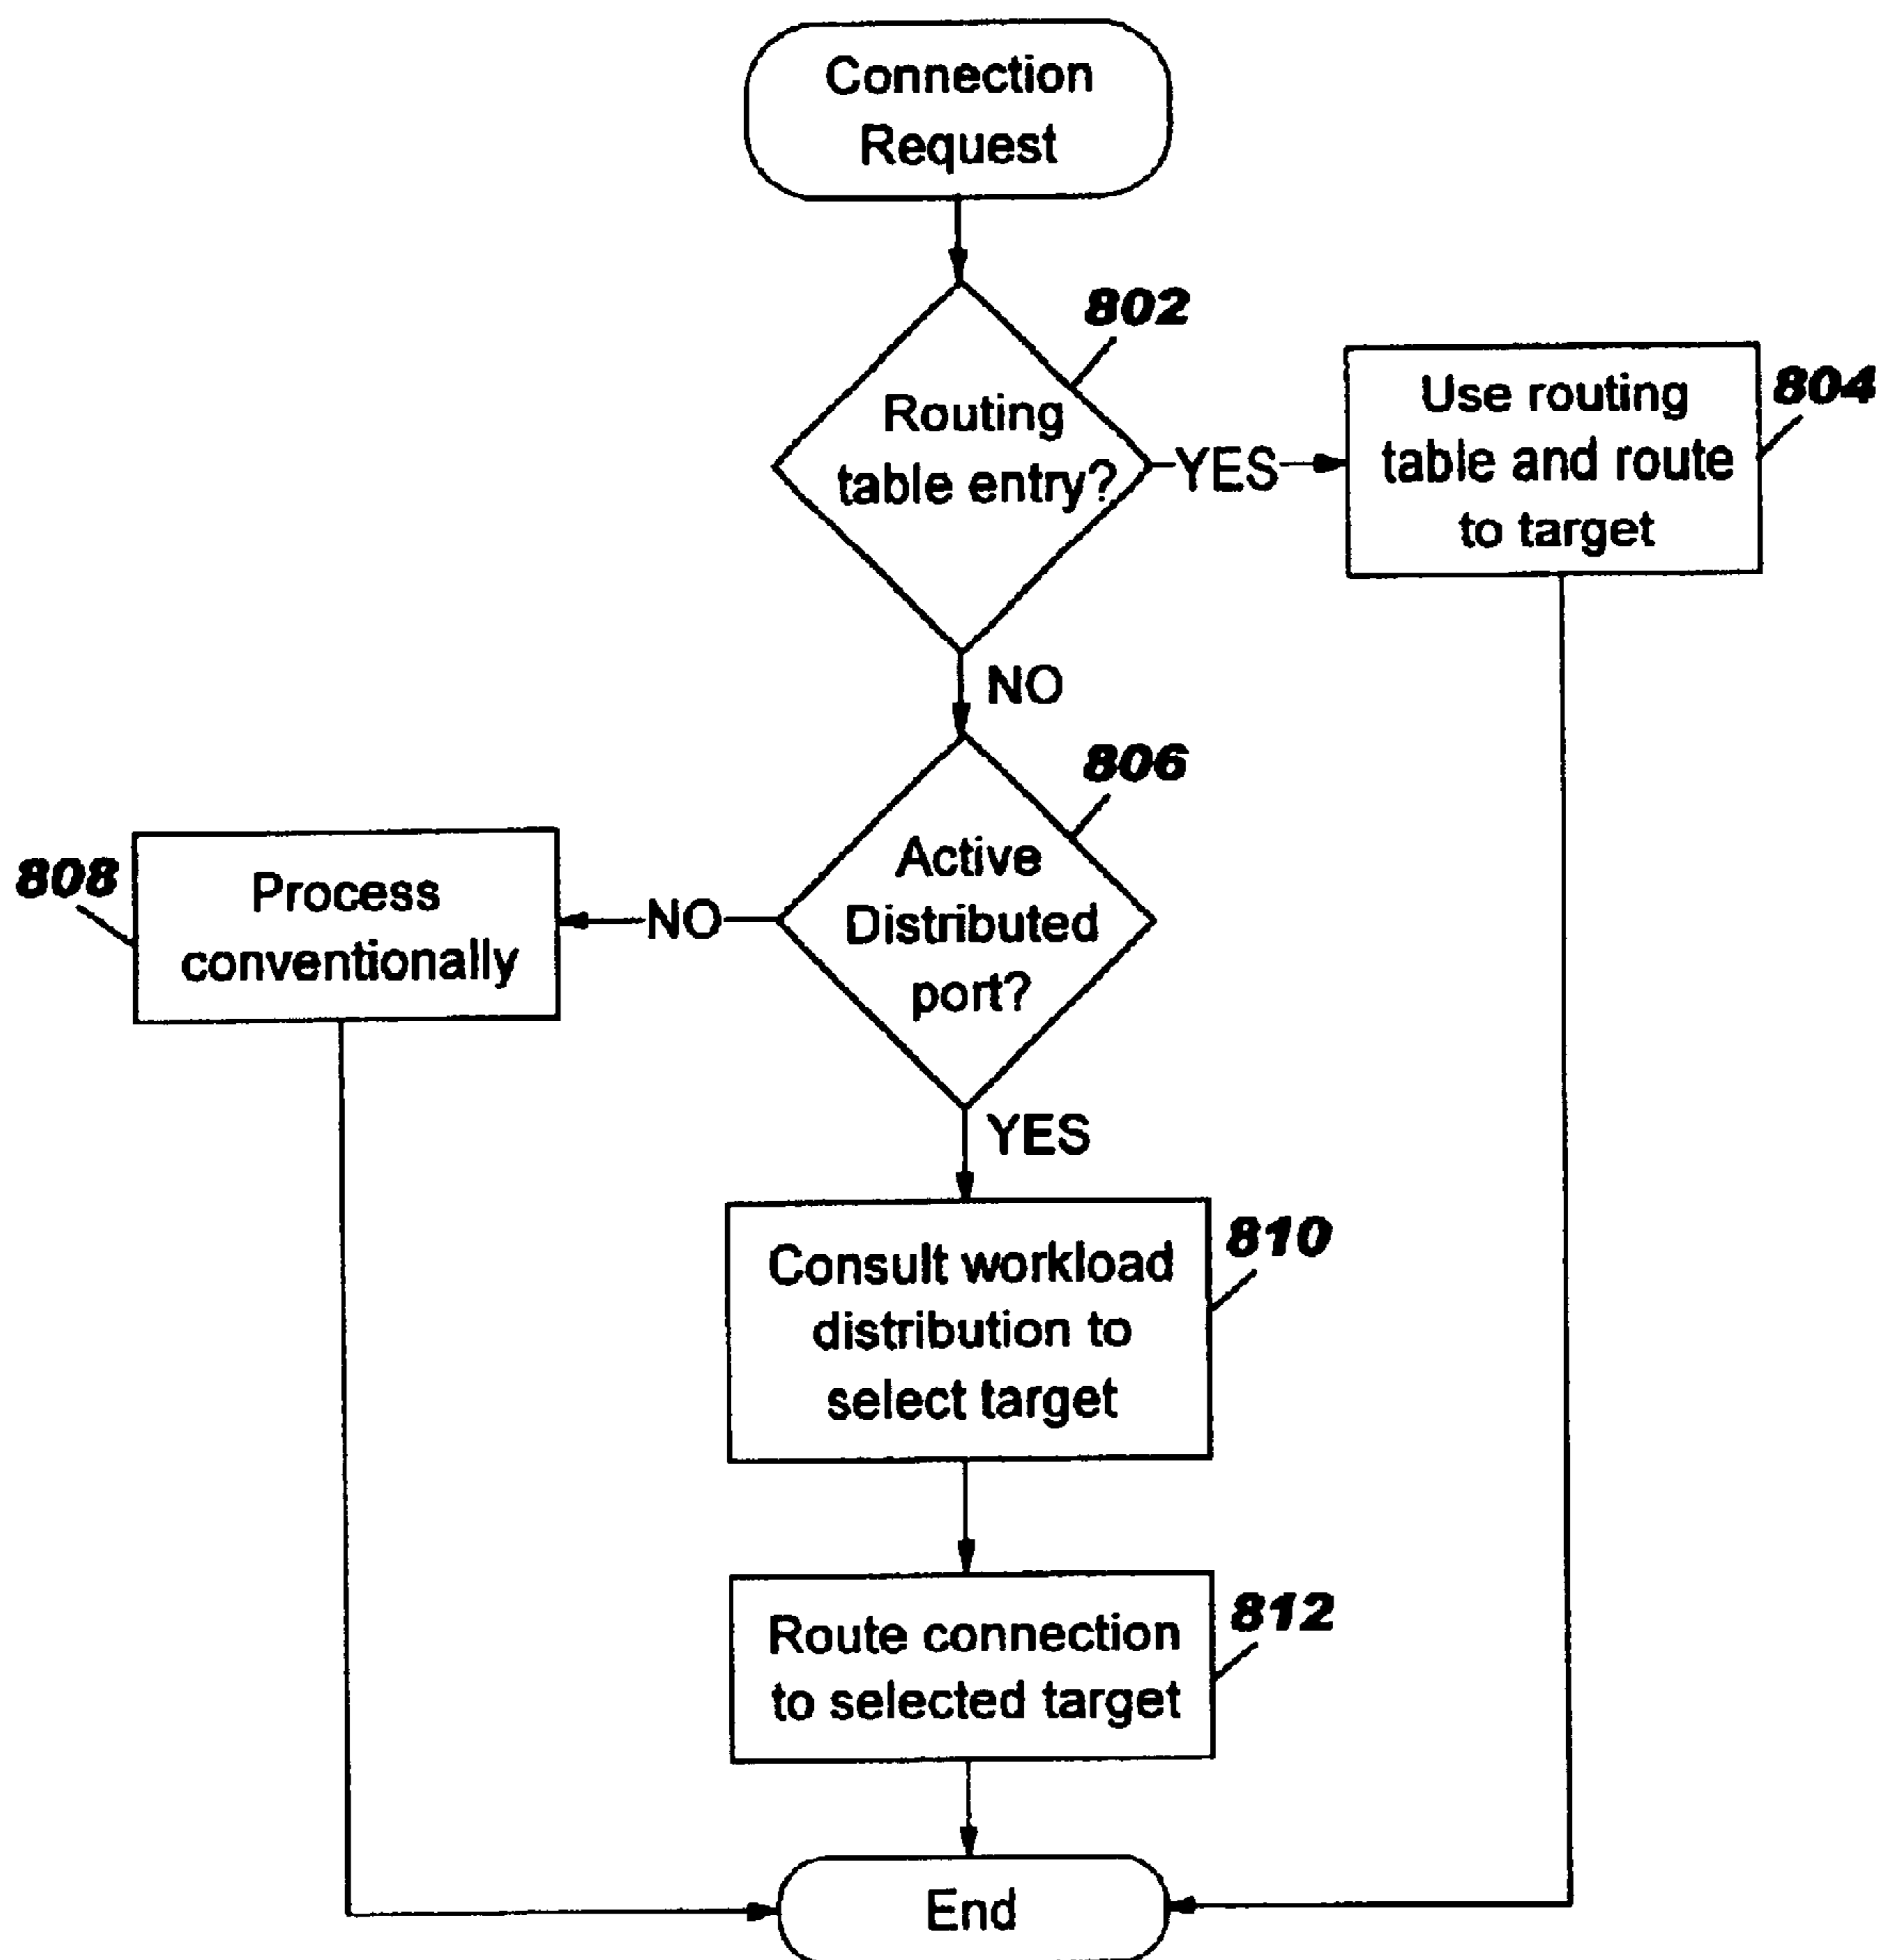 Connection
Request
802
Routing
table entry?
YES
Use routing
table and route
to target
804
NO
806
Active
Distributed
port?
NO
808
Process
conventionally
YES
Consult workload
distribution to
select target
810
Route connection
to selected target
812
End